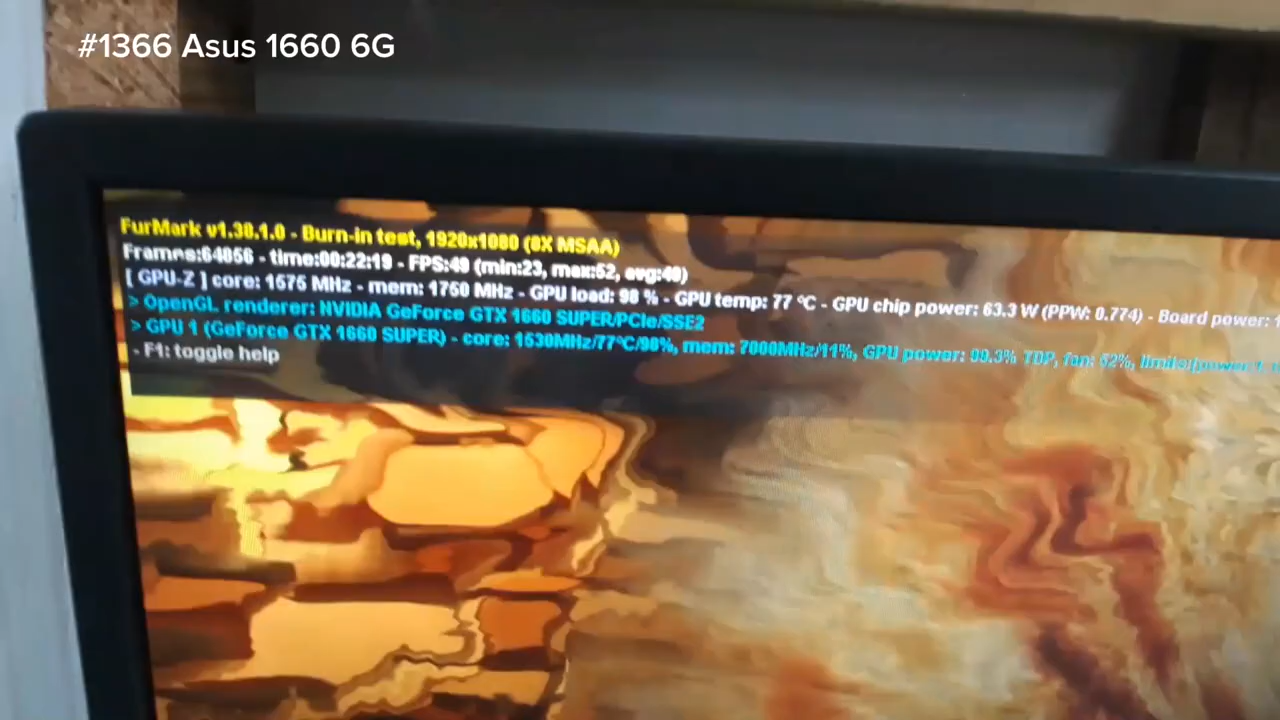 #1366 Asus 1660 6G
FurMark v1.38.1.0 - Burn-in test, 1920x1080 (8X MSAA)
Frames:64856 - time:00:22:19 - FPS:49 (min:23, max:52, avg:49)
[ GPU-Z ] core: 1575 MHz - mem: 1750 MHz - GPU load: 98 % - GPU temp: 77 °C - GPU chip power: 63.3 W (PPW: 0.774) - Board power:
> OpenGL renderer: NVIDIA GeForce GTX 1660 SUPER/PCIe/SSE2
> GPU 1 (GeForce GTX 1660 SUPER) - core: 1530MHz/77°C/98%, mem: 7000MHz/11%, GPU power: 99.3% TDP, fan: 52%, limits:[power:1,
- F1: toggle help